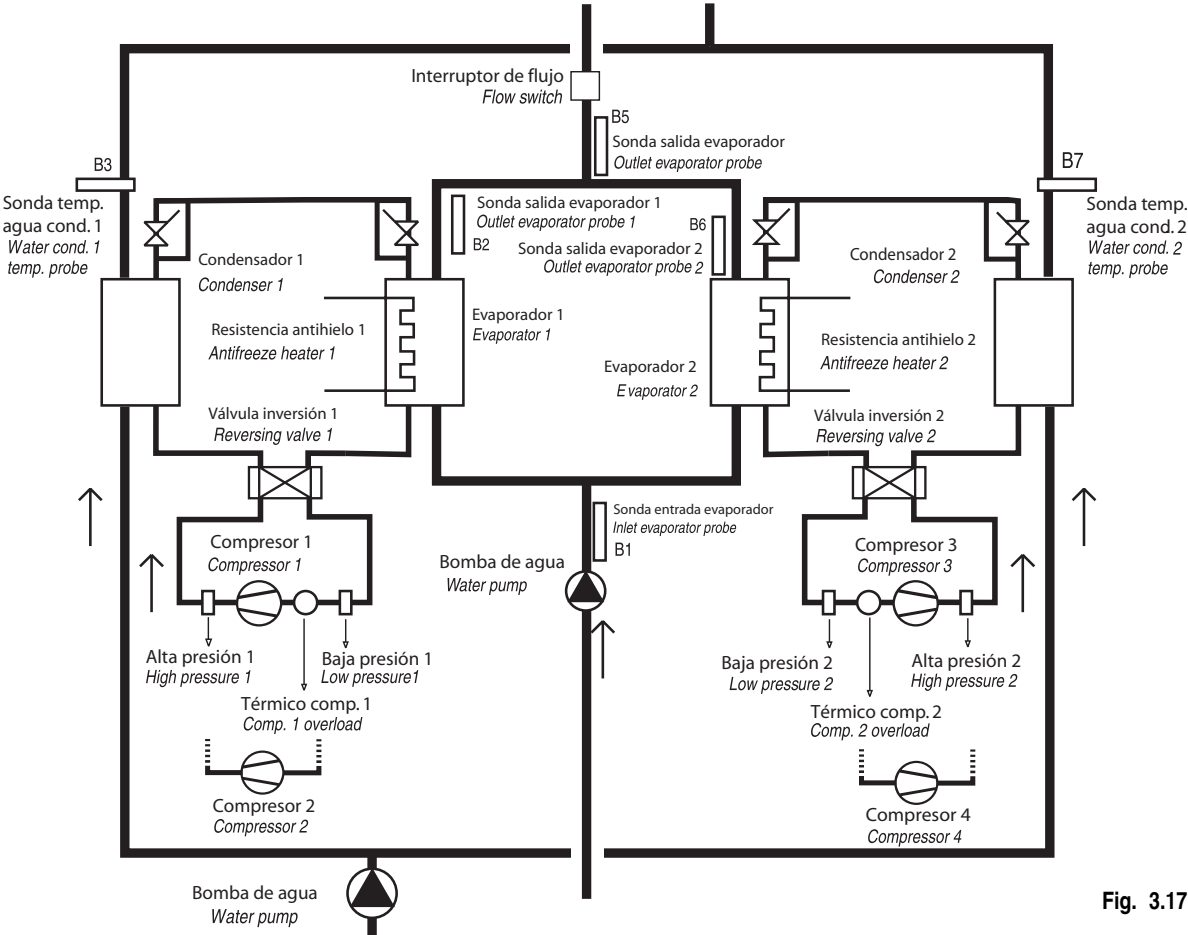 Interruptor de flujo
Flow switch
B5
Sonda salida evaporador
Outlet evaporator probe
B3
Sonda temp.
agua cond. 1
Water cond. 1
temp. probe
B7
Sonda temp.
agua cond. 2
Water cond. 2
temp. probe
Sonda salida evaporador 1
Outlet evaporator probe 1
B2
B6
Sonda salida evaporador 2
Outlet evaporator probe 2
Condensador 1
Condenser 1
Condensador 2
Condenser 2
Resistencia antihielo 1
Antifreeze heater 1
Evaporador 1
Evaporator 1
Evaporador 2
Evaporator 2
Resistencia antihielo 2
Antifreeze heater 2
Válvula inversión 1
Reversing valve 1
Válvula inversión 2
Reversing valve 2
Sonda entrada evaporador
Inlet evaporator probe
B1
Compresor 1
Compressor 1
Bomba de agua
Water pump
Compresor 3
Compressor 3
Alta presión 1
High pressure 1
Baja presión 1
Low pressure1
Térmico comp. 1
Comp. 1 overload
Baja presión 2
Low pressure 2
Alta presión 2
High pressure 2
Térmico comp. 2
Comp. 2 overload
Compresor 2
Compressor 2
Compresor 4
Compressor 4
Bomba de agua
Water pump
Fig. 3.17